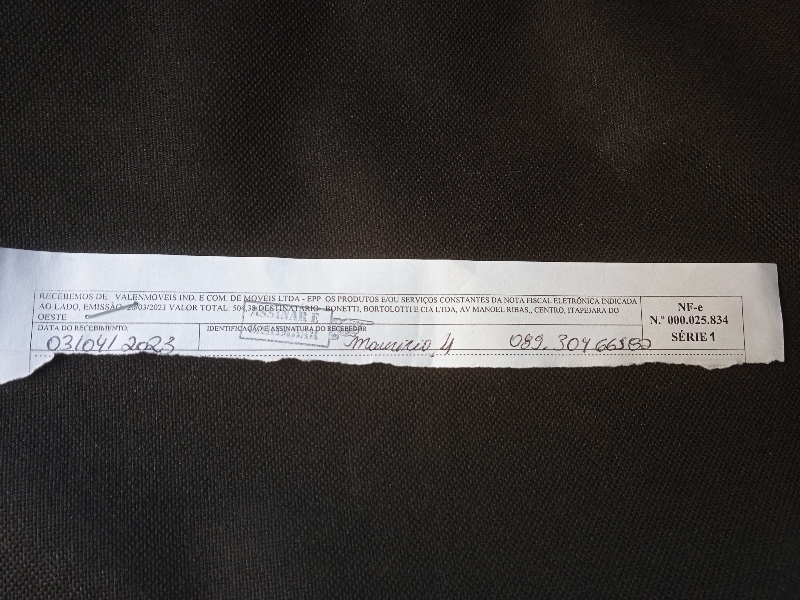 RECEBEMOS DE VALENMOVEIS IND. E COM. DE MOVEIS LTDA - EPP OS PRODUTOS E/OU SERVIÇOS CONSTANTES DA NOTA FISCAL ELETRÔNICA INDICADA
AO LADO, EMISSÃO: 20/03/2023 VALOR TOTAL: 504,38 DESTINATÁRIO: BONETTI, BORTOLOTTI E CIA LTDA, AV MANOEL RIBAS,, CENTRO, ITAPEJARA DO
OESTE
ASSINAR E
DATA DO RECEBIMENTO:
IDENTIFICAÇÃO E ASSINATURA DO RECEBEDOR
03/04/2023
Mauricio
NF-e
N.º 000.025.834
SÉRIE 1